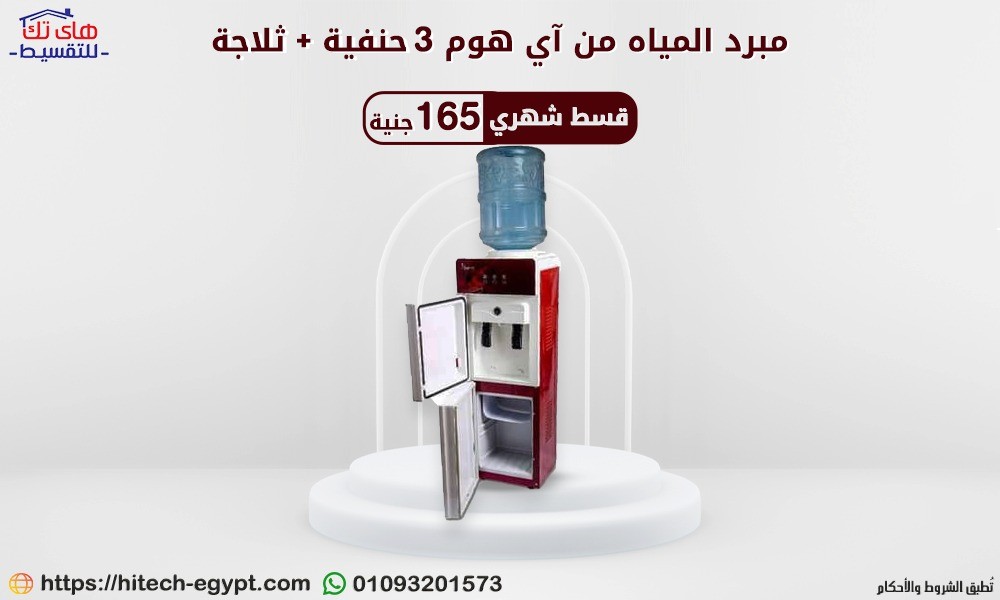 هاى تك
-للتقسيط-
مبرد المياه من آي هوم 3 حنفية + ثلاجة
قسط شهري 165 جنية
https://hitech-egypt.com 01093201573
تُطبق الشروط والأحكام